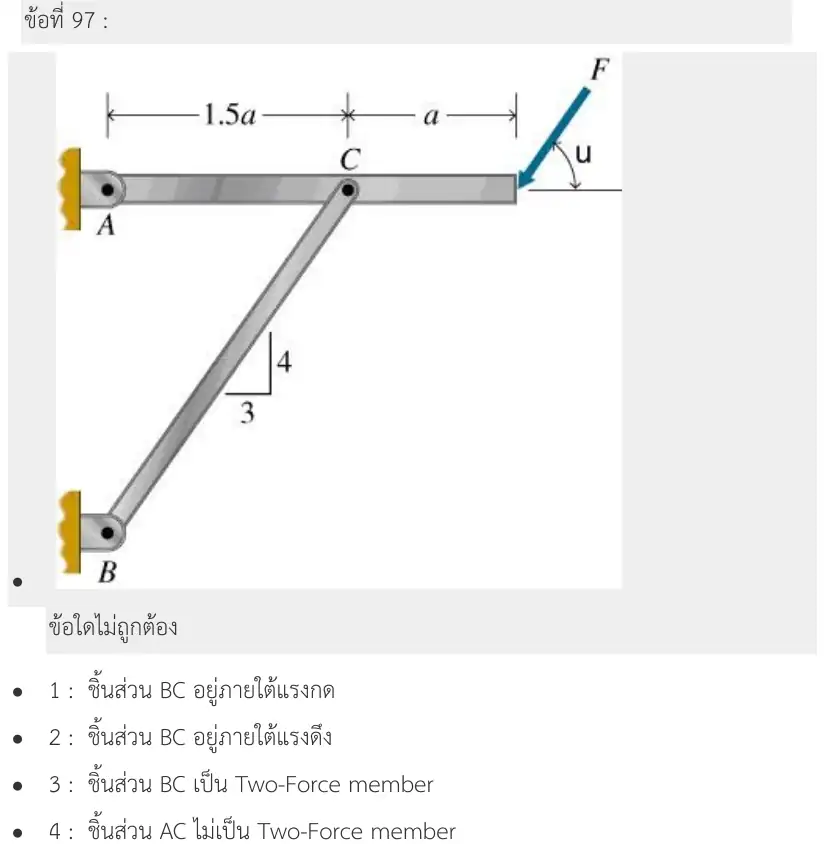 ข้อที่ 97 :
F
1.5a
a
u
C
A
4
3
B
ข้อใดไม่ถูกต้อง
1 : ชิ้นส่วน BC อยู่ภายใต้แรงกด
2 : ชิ้นส่วน BC อยู่ภายใต้แรงดึง
3 : ชิ้นส่วน BC เป็น Two-Force member
4 : ชิ้นส่วน AC ไม่เป็น Two-Force member